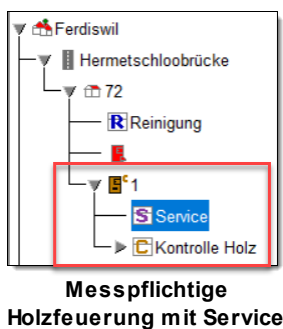 Ferdiswil
Hermetschloobrücke
72
R Reinigung
c 1
S Service
C Kontrolle Holz
Messpflichtige
Holzfeuerung mit Service